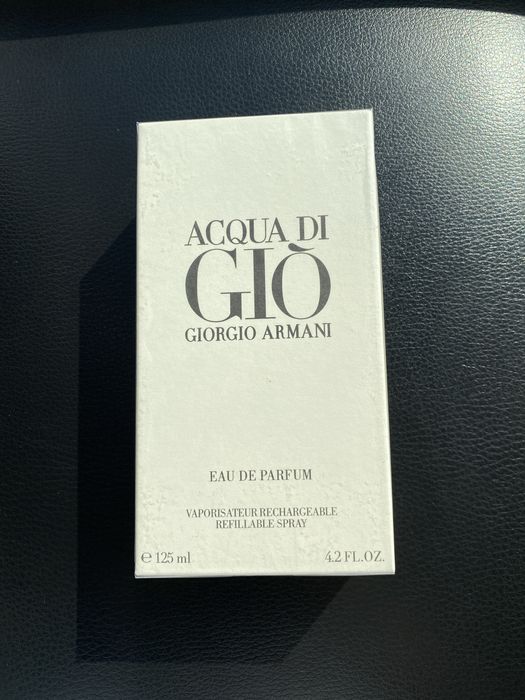 ACQUA DI
GIÒ
GIORGIO ARMANI
EAU DE PARFUM
VAPORISATEUR RECHARGEABLE
REFILLABLE SPRAY
℮ 125 ml 4.2 FL.OZ.